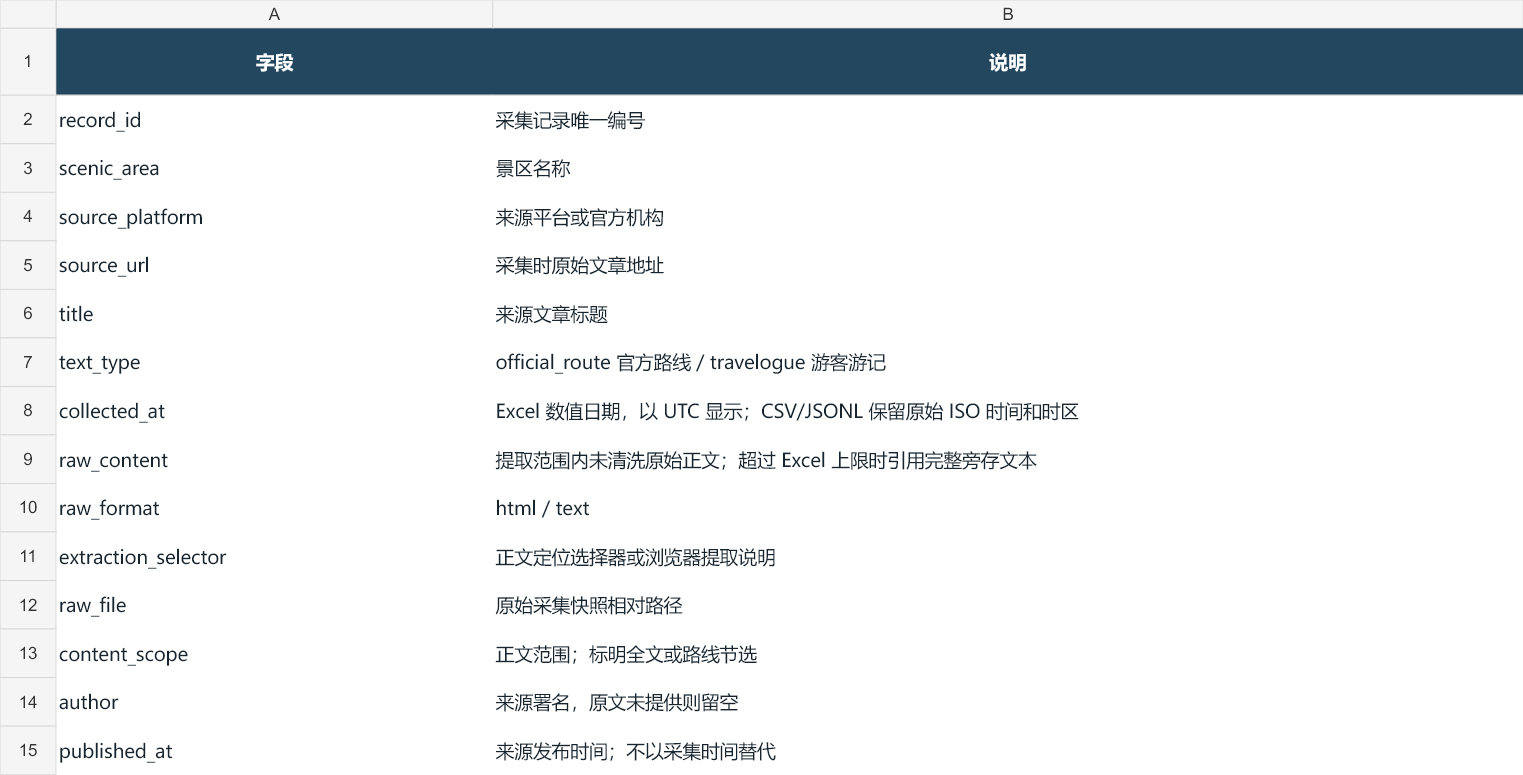 A B
1 字段 说明
2 record_id 采集记录唯一编号
3 scenic_area 景区名称
4 source_platform 来源平台或官方机构
5 source_url 采集时原始文章地址
6 title 来源文章标题
7 text_type official_route 官方路线 / travelogue 游客游记
8 collected_at Excel 数值日期，以 UTC 显示；CSV/JSONL 保留原始 ISO 时间和时区
9 raw_content 提取范围内未清洗原始正文；超过 Excel 上限时引用完整旁存文本
10 raw_format html / text
11 extraction_selector 正文定位选择器或浏览器提取说明
12 raw_file 原始采集快照相对路径
13 content_scope 正文范围；标明全文或路线节选
14 author 来源署名，原文未提供则留空
15 published_at 来源发布时间；不以采集时间替代